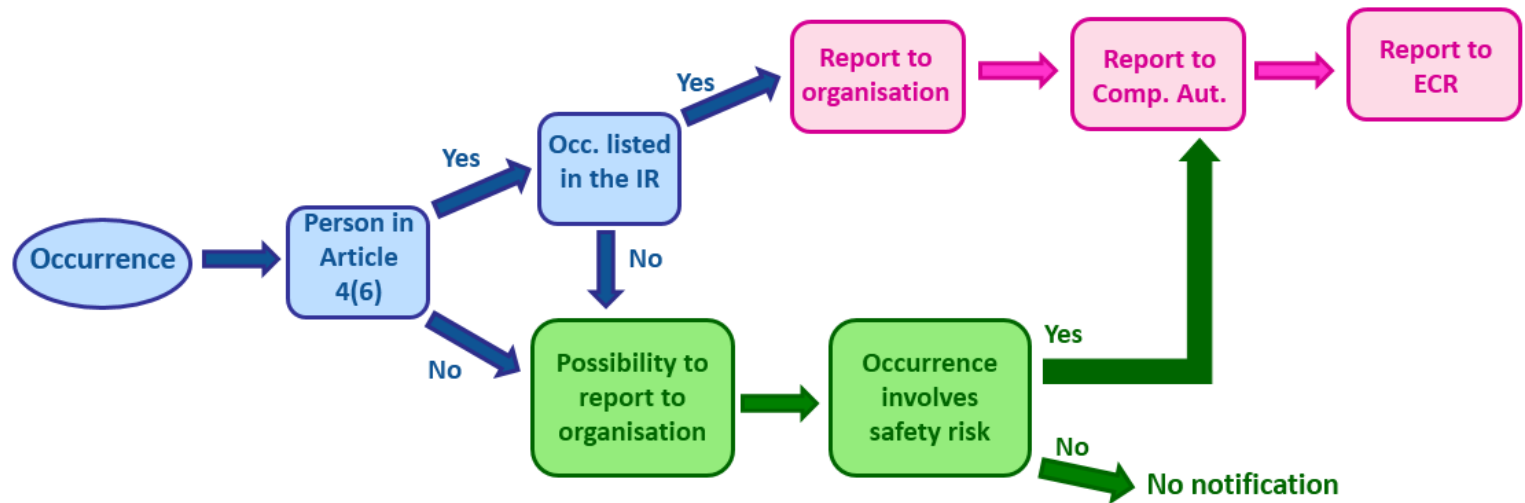 Occurrence
Person in
Article
4(6)
Yes
No
Occ. listed
in the IR
Yes
No
Report to
organisation
Report to
Comp. Aut.
Report to
ECR
Possibility to
report to
organisation
Occurrence
involves
safety risk
Yes
No
No notification